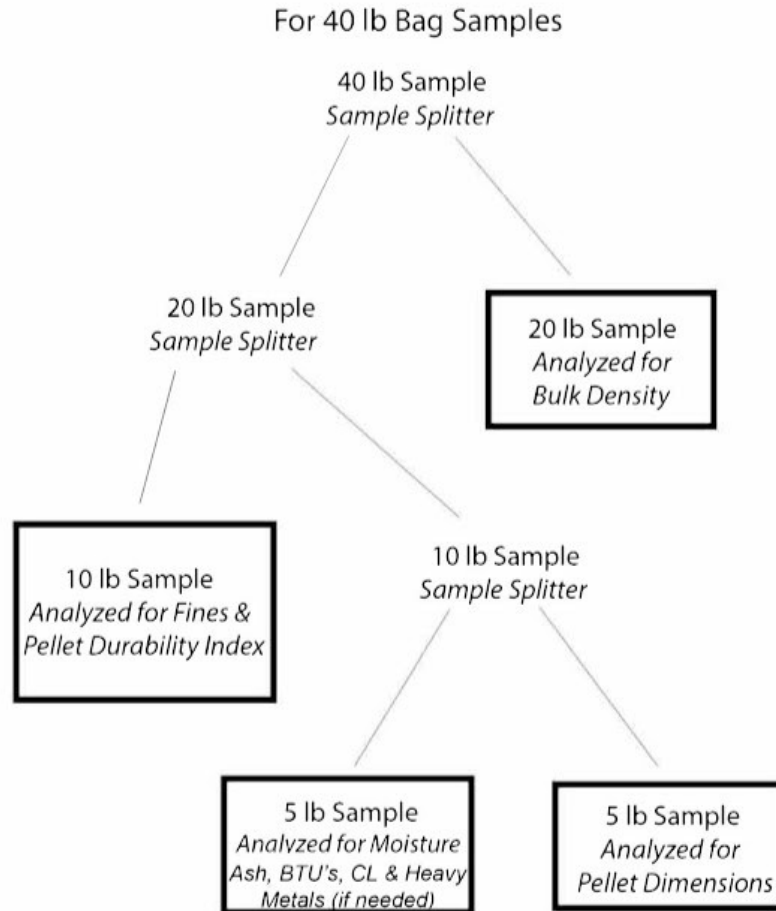 For 40 lb Bag Samples
40 lb Sample
Sample Splitter
20 lb Sample
Sample Splitter
20 lb Sample
Analyzed for
Bulk Density
10 lb Sample
Analyzed for Fines &
Pellet Durability Index
10 lb Sample
Sample Splitter
5 lb Sample
Analyzed for Moisture
Ash, BTU's, CL & Heavy
Metals (if needed)
5 lb Sample
Analyzed for
Pellet Dimensions